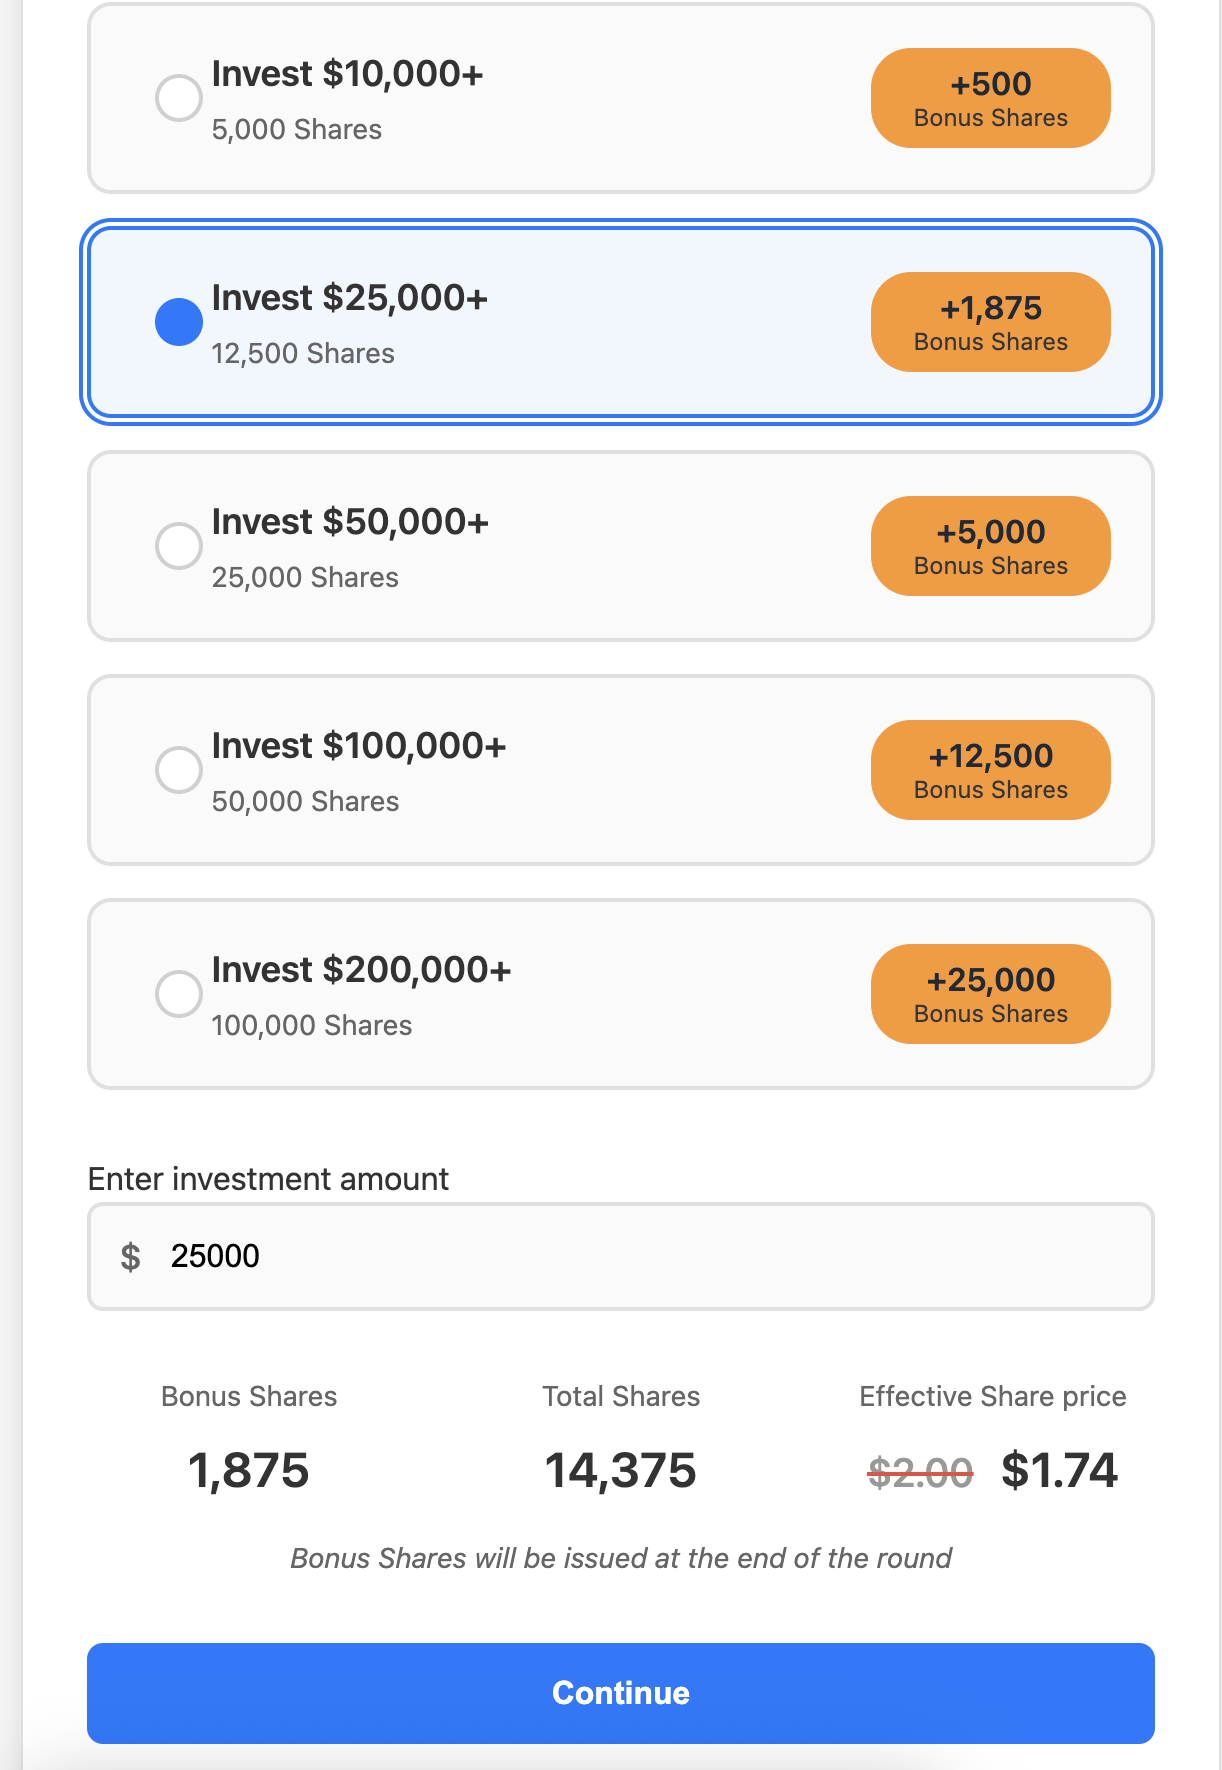 Invest $10,000+
5,000 Shares
+500
Bonus Shares
Invest $25,000+
12,500 Shares
+1,875
Bonus Shares
Invest $50,000+
25,000 Shares
+5,000
Bonus Shares
Invest $100,000+
50,000 Shares
+12,500
Bonus Shares
Invest $200,000+
100,000 Shares
+25,000
Bonus Shares
Enter investment amount
$ 25000
Bonus Shares
1,875
Total Shares
14,375
Effective Share price
$2.00 $1.74
Bonus Shares will be issued at the end of the round
Continue